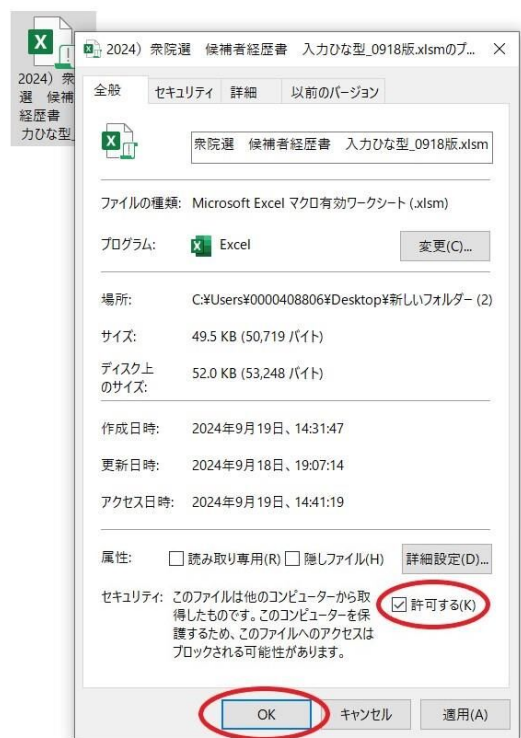 2024）衆
選　候補
経歴書
力ひな型_
2024）衆院選　候補者経歴書　入力ひな型_0918版.xlsmのプ...
全般
セキュリティ
詳細
以前のバージョン
衆院選　候補者経歴書　入力ひな型_0918版.xlsm
ファイルの種類: Microsoft Excel マクロ有効ワークシート (.xlsm)
プログラム: Excel 変更(C)...
場所: C:¥Users¥0000408806¥Desktop¥新しいフォルダー (2)
サイズ: 49.5 KB (50,719 バイト)
ディスク上
のサイズ: 52.0 KB (53,248 バイト)
作成日時: 2024年9月19日、14:31:47
更新日時: 2024年9月18日、19:07:14
アクセス日時: 2024年9月19日、14:41:19
属性: 読み取り専用(R) 隠しファイル(H) 詳細設定(D)...
セキュリティ: このファイルは他のコンピューターから取
得したものです。このコンピューターを保
護するため、このファイルへのアクセスは
ブロックされる可能性があります。
許可する(K)
OK
キャンセル
適用(A)